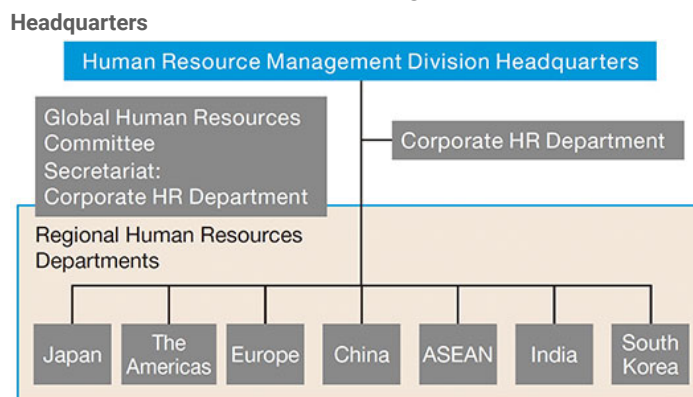 Headquarters
Human Resource Management Division Headquarters
Global Human Resources
Committee
Secretariat:
Corporate HR Department
Corporate HR Department
Regional Human Resources
Departments
Japan
The
Americas
Europe
China
ASEAN
India
South
Korea